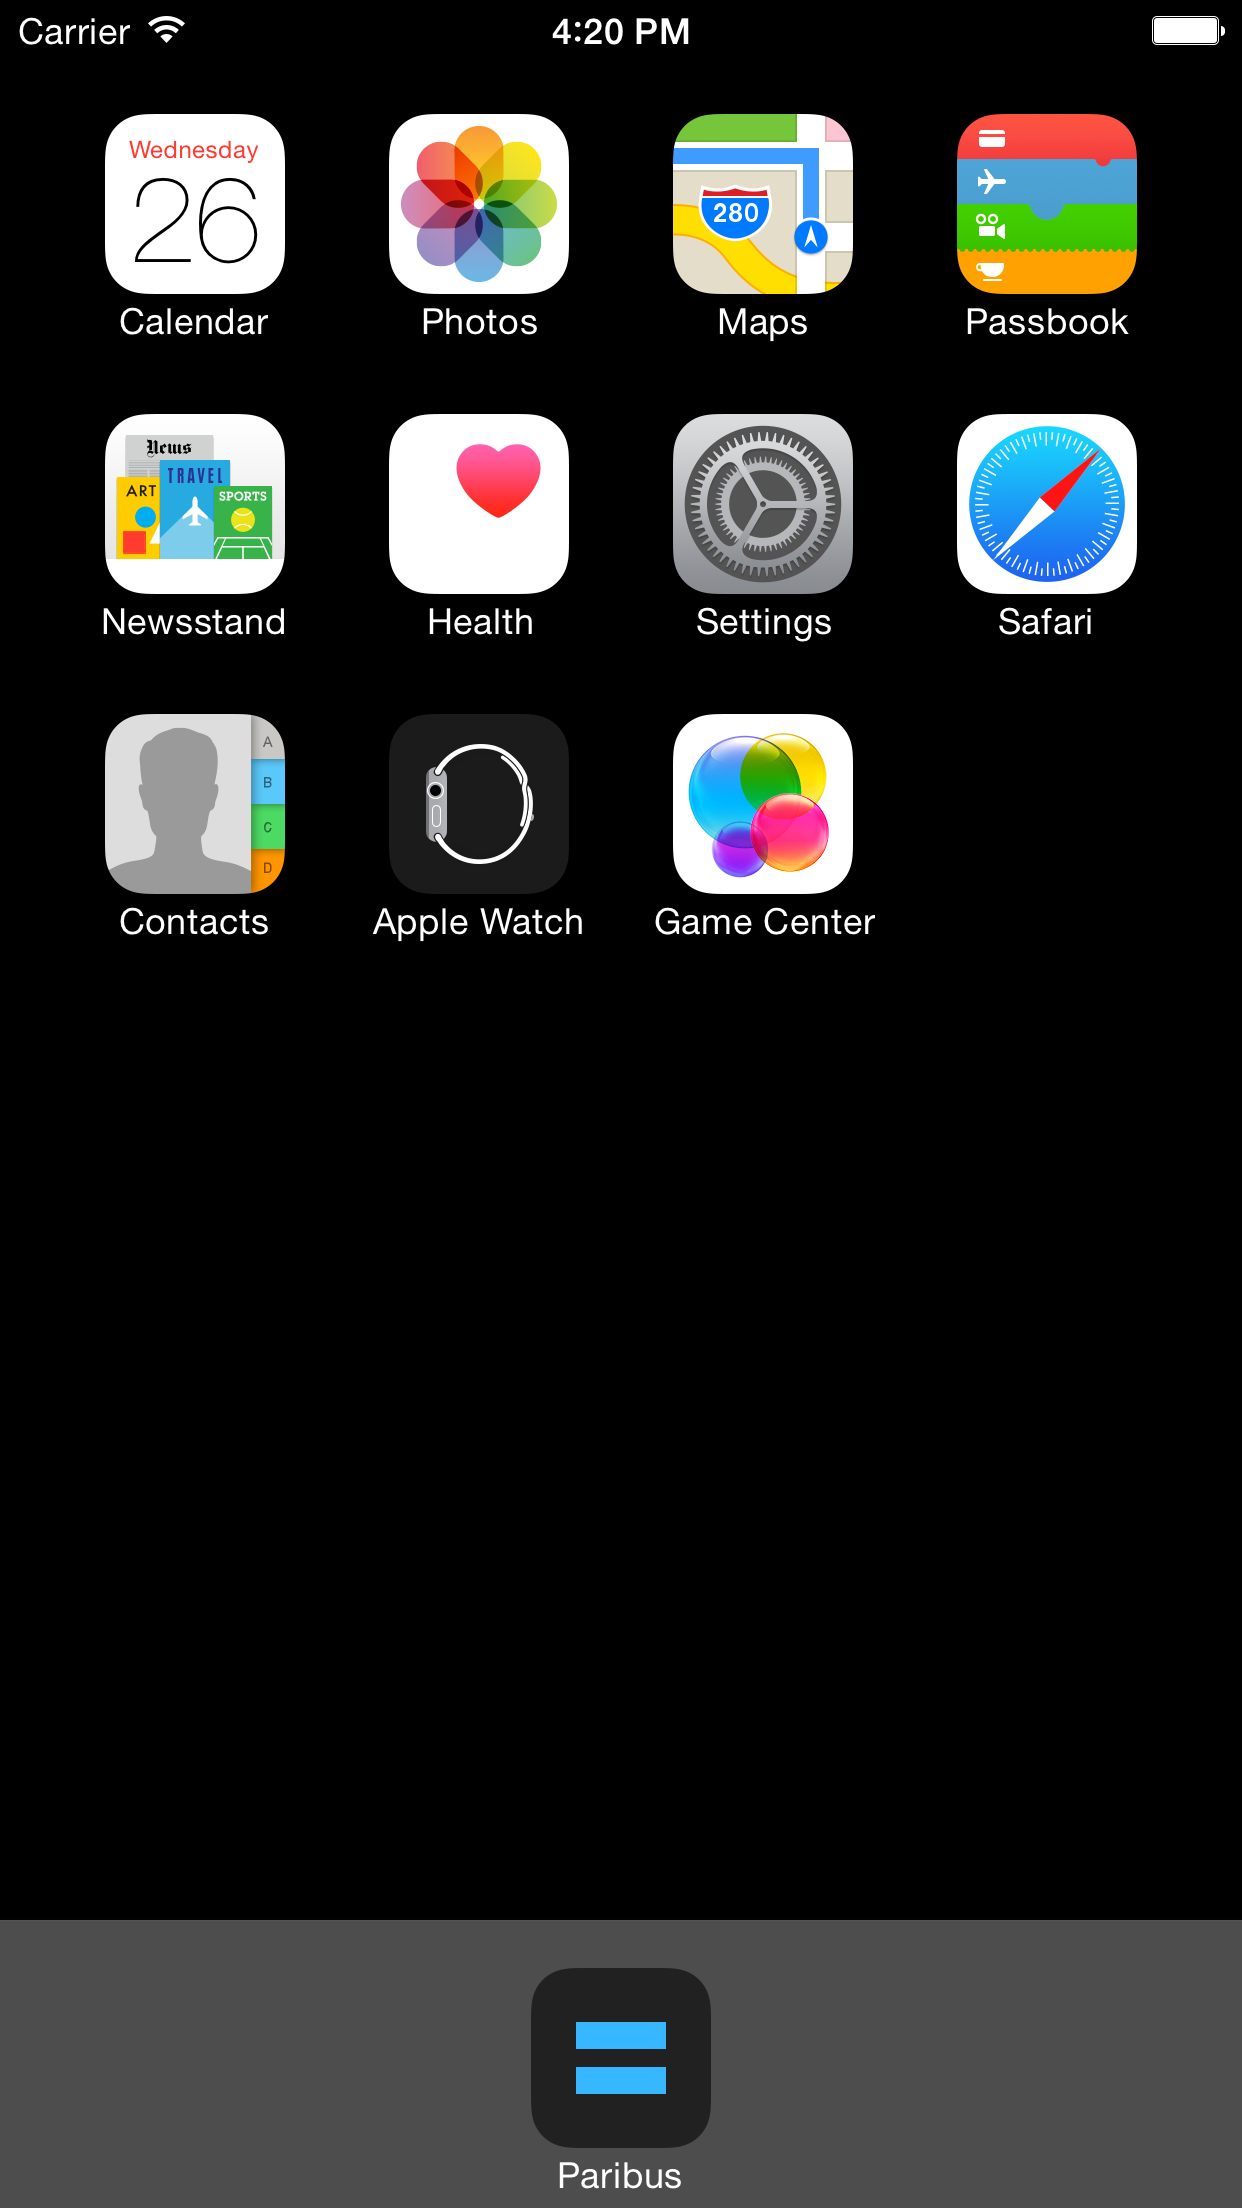 Carrier 4:20 PM
Wednesday
26
280
Calendar Photos Maps Passbook
News
TRAVEL
ART
SPORTS
Newsstand Health Settings Safari
A
B
C
D
Contacts Apple Watch Game Center
Paribus